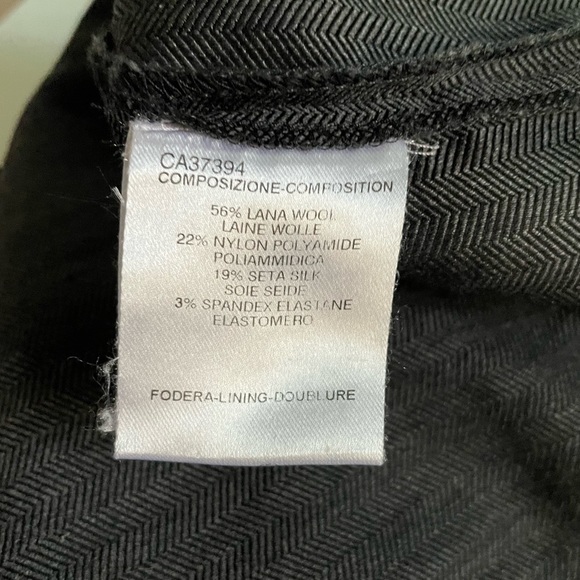 CA37394
COMPOSIZIONE-COMPOSITION
56% LANA WOOL
LAINE WOLLE
22% NYLON POLYAMIDE
POLIAMMIDICA
19% SETA SILK
SOIE SEIDE
3% SPANDEX ELASTANE
ELASTOMERO
FODERA-LINING-DOUBLURE